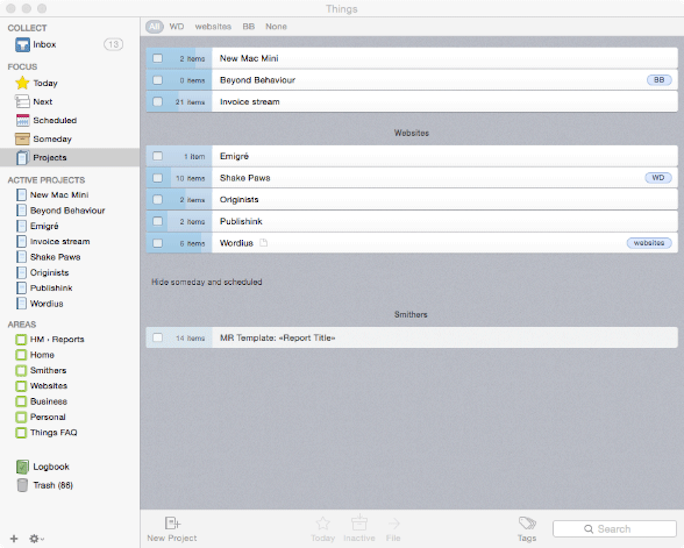 Things
COLLECT
Inbox 13
FOCUS
Today
Next
Scheduled
Someday
Projects
ACTIVE PROJECTS
New Mac Mini
Beyond Behaviour
Emigré
Invoice stream
Shake Paws
Originists
Publishink
Wordius
AREAS
HM - Reports
Home
Smithers
Websites
Business
Personal
Things FAQ
Logbook
Trash (86)
All WD websites BB None
2 items New Mac Mini
0 items Beyond Behaviour BB
21 items Invoice stream
Websites
1 item Emigré
10 items Shake Paws WD
2 items Originists
2 items Publishink
6 items Wordius websites
Hide someday and scheduled
Smithers
14 items MR Template: «Report Title»
New Project Today Inactive File Tags Search